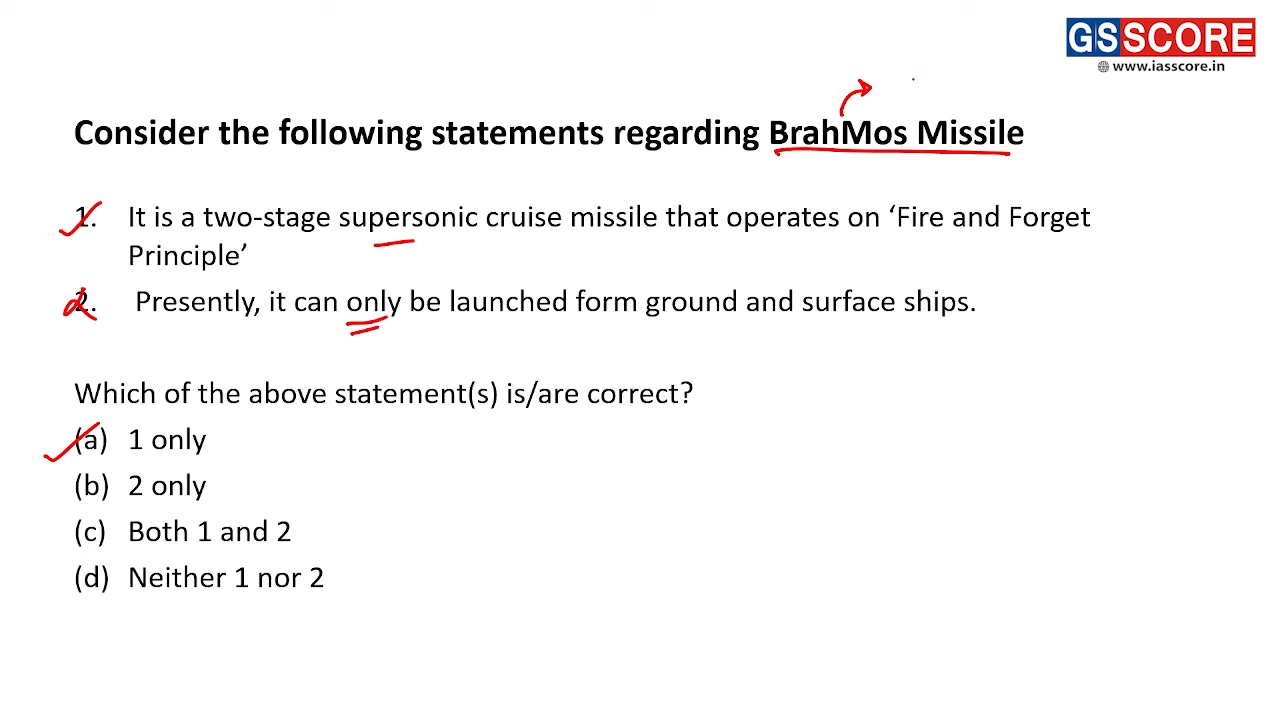 GSSCORE
www.iasscore.in
Consider the following statements regarding BrahMos Missile
1. It is a two-stage supersonic cruise missile that operates on ‘Fire and Forget
Principle’
2. Presently, it can only be launched form ground and surface ships.
Which of the above statement(s) is/are correct?
(a) 1 only
(b) 2 only
(c) Both 1 and 2
(d) Neither 1 nor 2